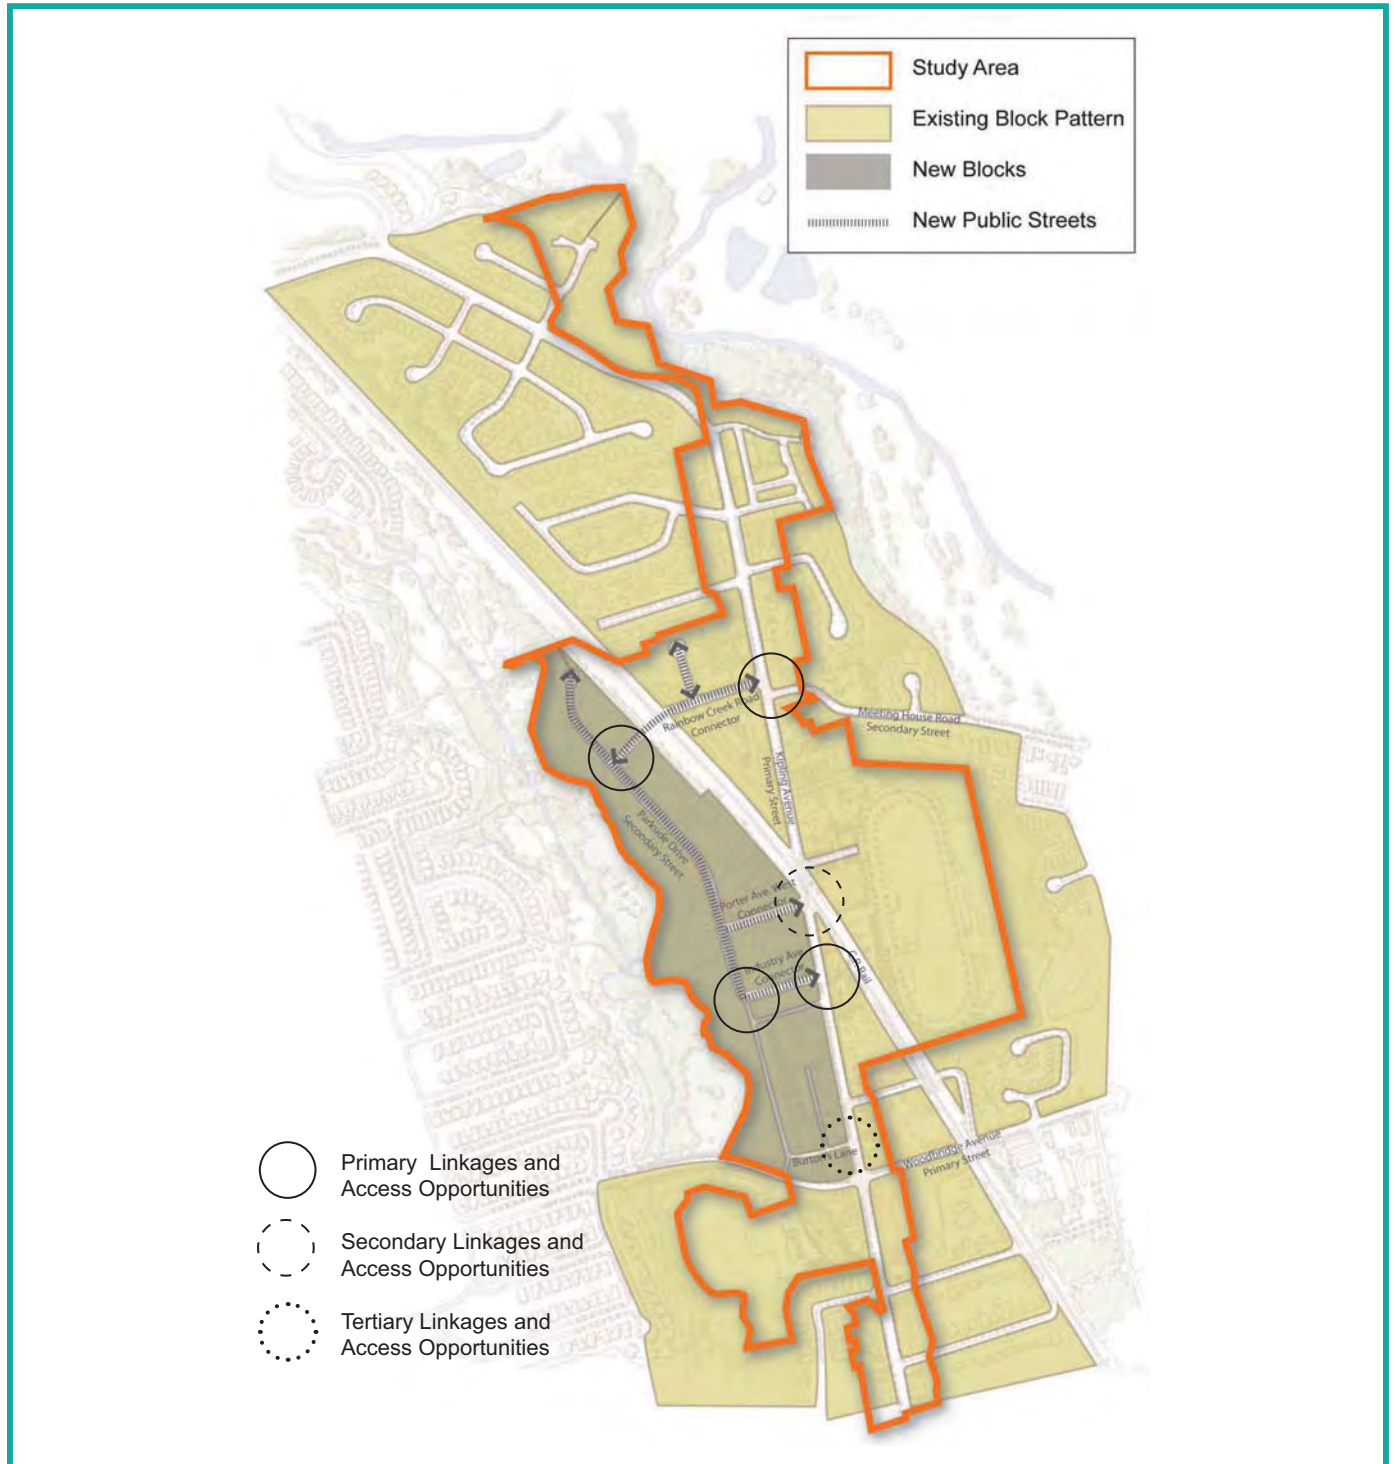 Study Area
Existing Block Pattern
New Blocks
New Public Streets
Rainbow Creek Road
Connector
Meeting House Road
Secondary Street
Kipling Avenue
Primary Street
Parkside Drive
Secondary Street
Porter Ave West
Connector
Industry Ave
Connector
C.P. Rail
Burton's Lane
Woodbridge Avenue
Primary Street
Primary Linkages and
Access Opportunities
Secondary Linkages and
Access Opportunities
Tertiary Linkages and
Access Opportunities